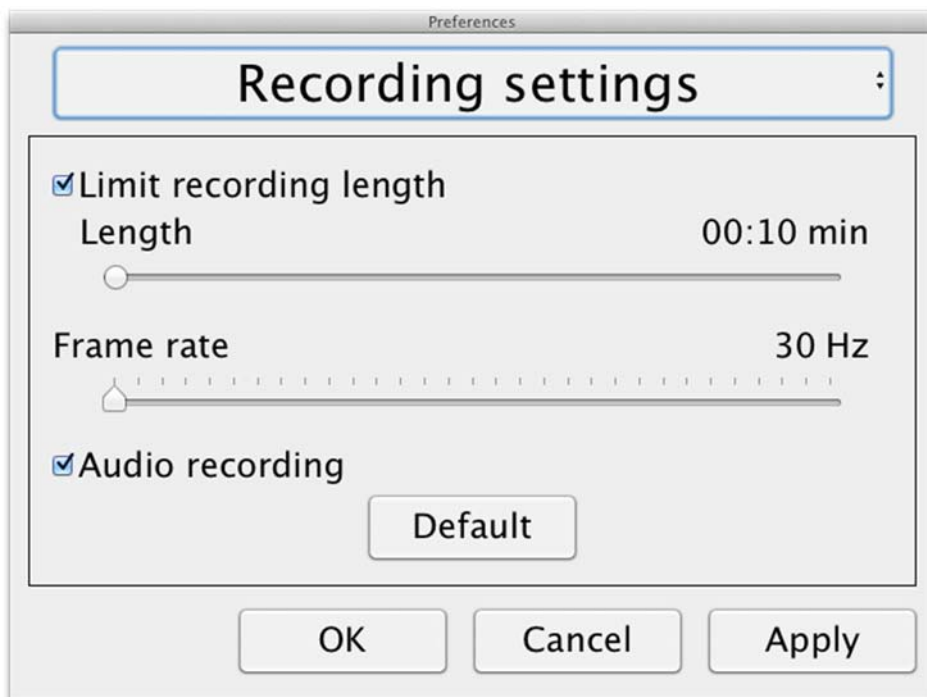 Preferences
Recording settings
Limit recording length
Length 00:10 min
Frame rate 30 Hz
Audio recording
Default
OK Cancel Apply